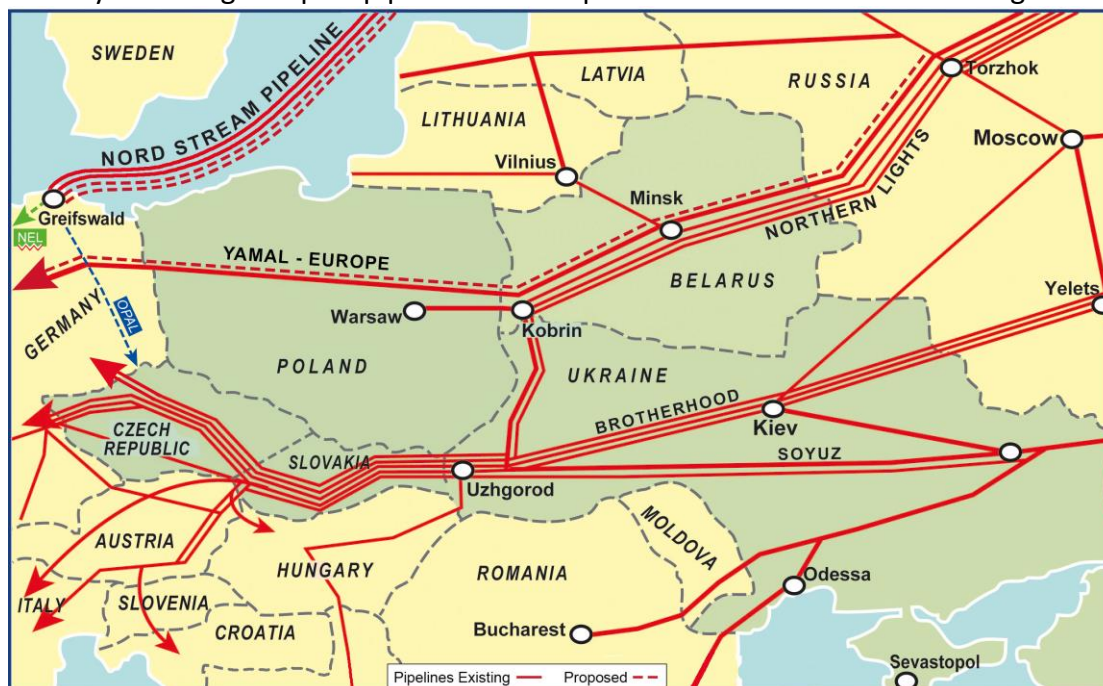 SWEDEN
LATVIA
RUSSIA
Torzhok
NORD STREAM PIPELINE
LITHUANIA
Moscow
Vilnius
Minsk
NORTHERN LIGHTS
Greifswald
NEL
YAMAL - EUROPE
BELARUS
Yelets
OPAL
Warsaw
Kobrin
GERMANY
POLAND
UKRAINE
BROTHERHOOD
Kiev
CZECH
REPUBLIC
SLOVAKIA
SOYUZ
Uzhgorod
AUSTRIA
MOLDOVA
HUNGARY
ROMANIA
Odessa
ITALY
SLOVENIA
CROATIA
Bucharest
Sevastopol
Pipelines Existing Proposed